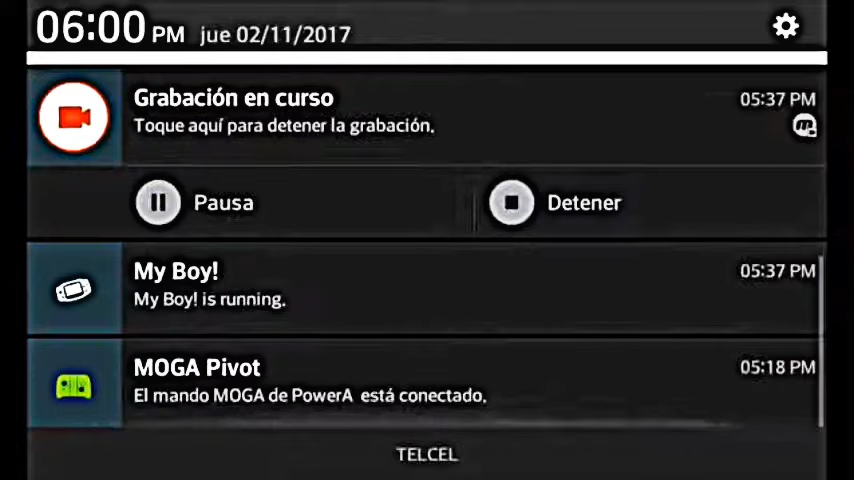 06:00 PM jue 02/11/2017
Grabación en curso
05:37 PM
Toque aquí para detener la grabación.
Pausa
Detener
My Boy!
05:37 PM
My Boy! is running.
MOGA Pivot
05:18 PM
El mando MOGA de PowerA está conectado.
TELCEL